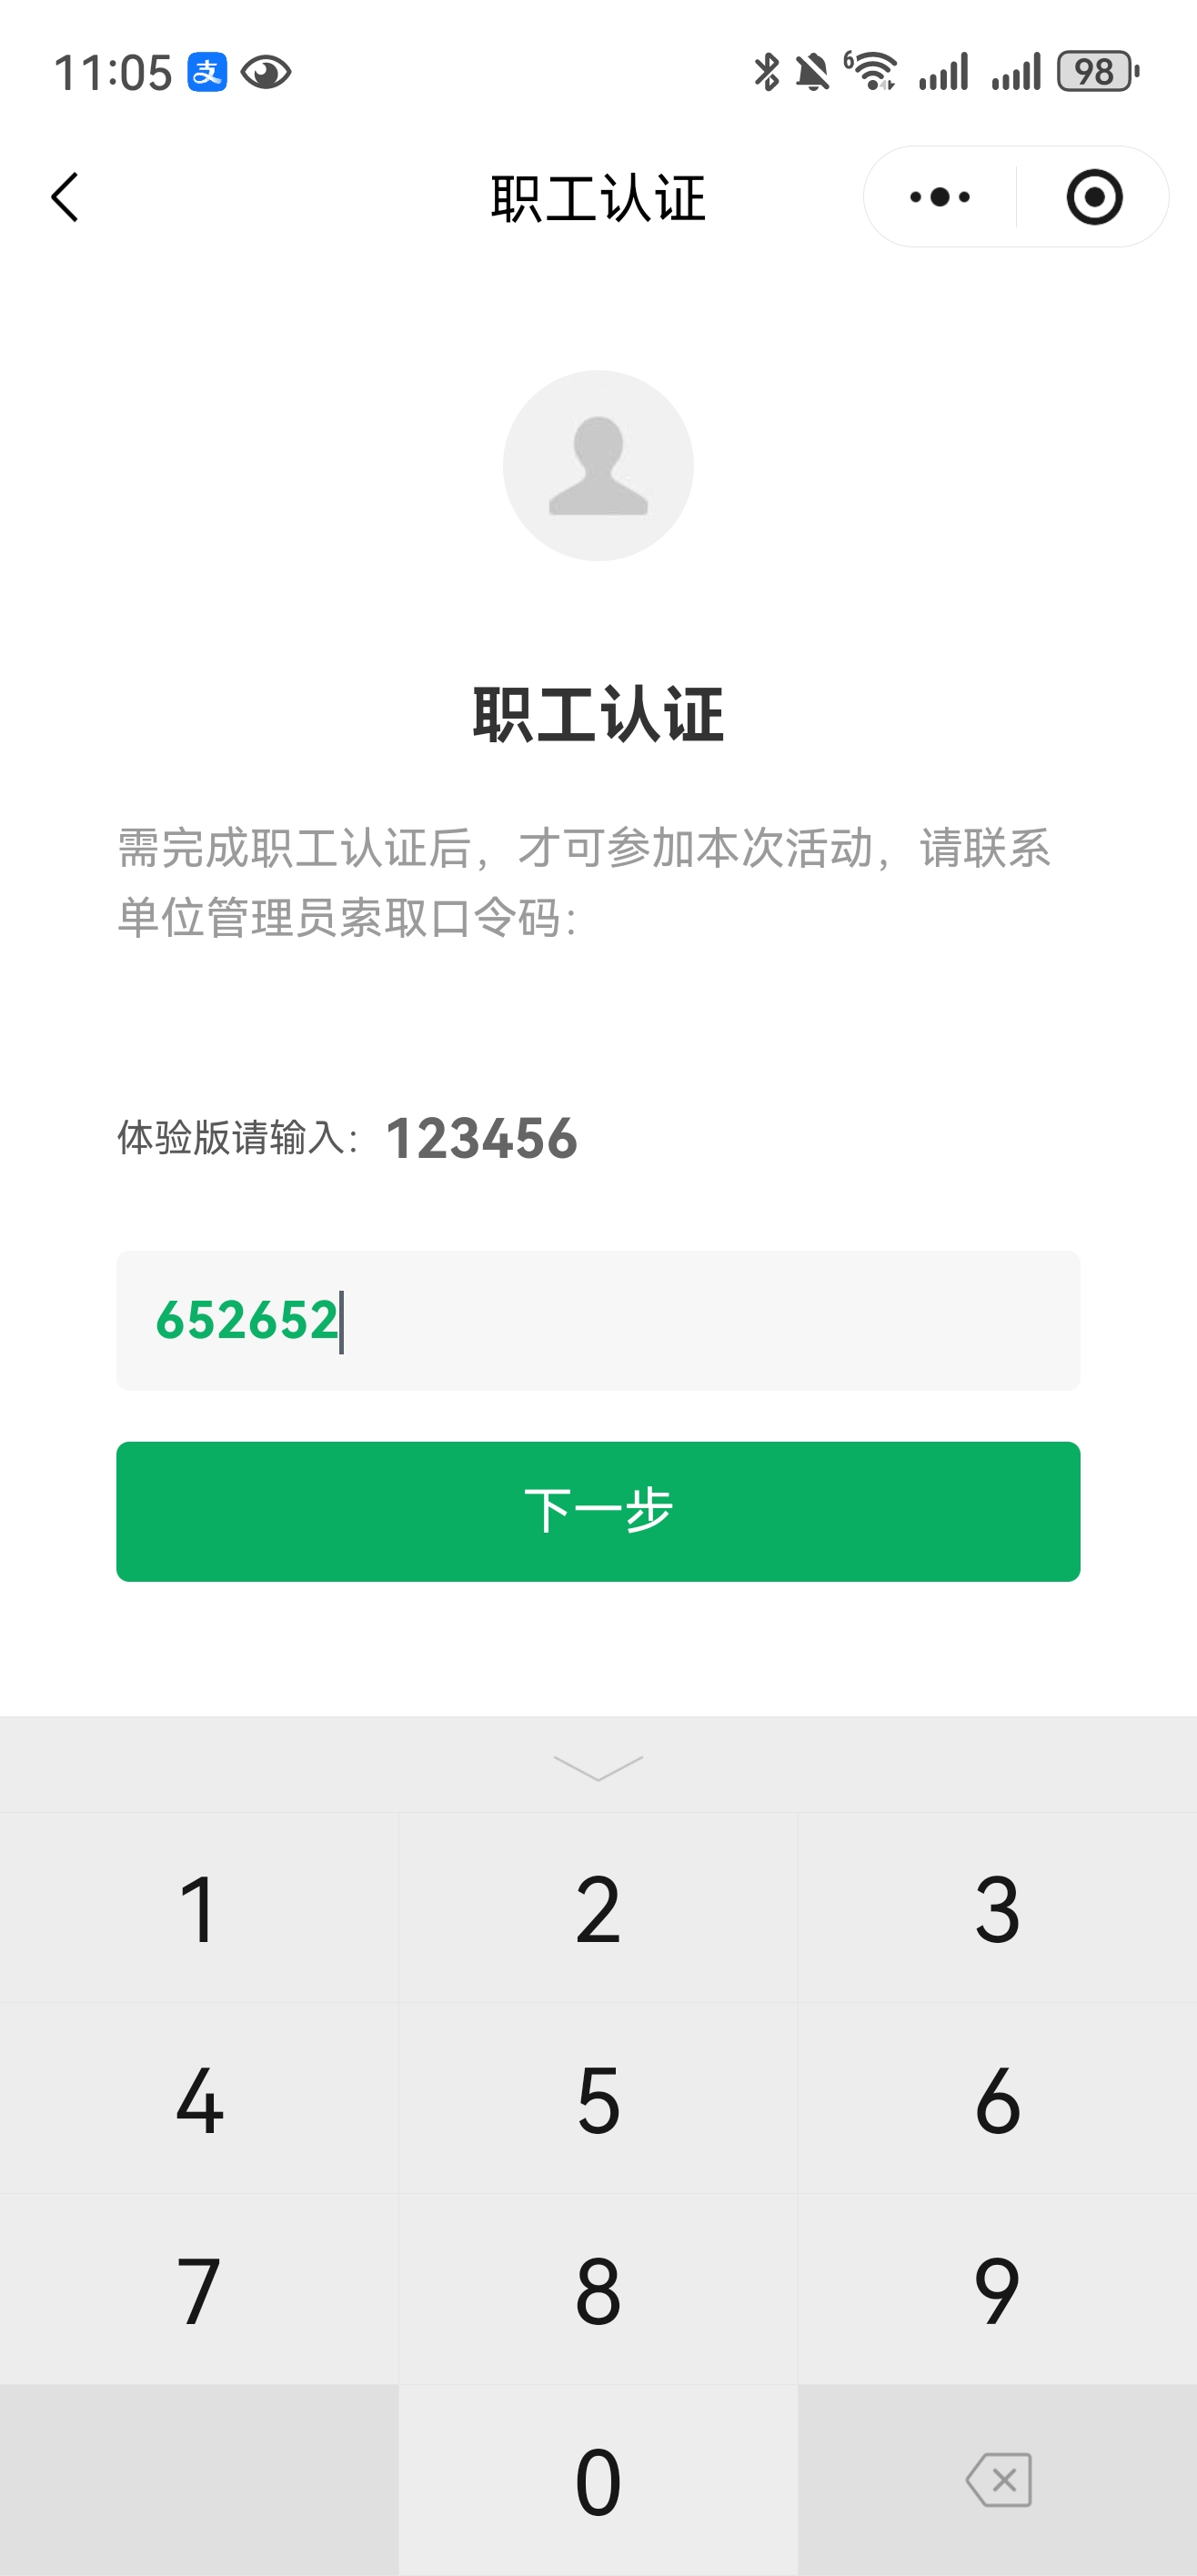 11:05 支 6 98
职工认证
职工认证
需完成职工认证后，才可参加本次活动，请联系
单位管理员索取口令码：
体验版请输入：123456
652652
下一步
1 2 3
4 5 6
7 8 9
0